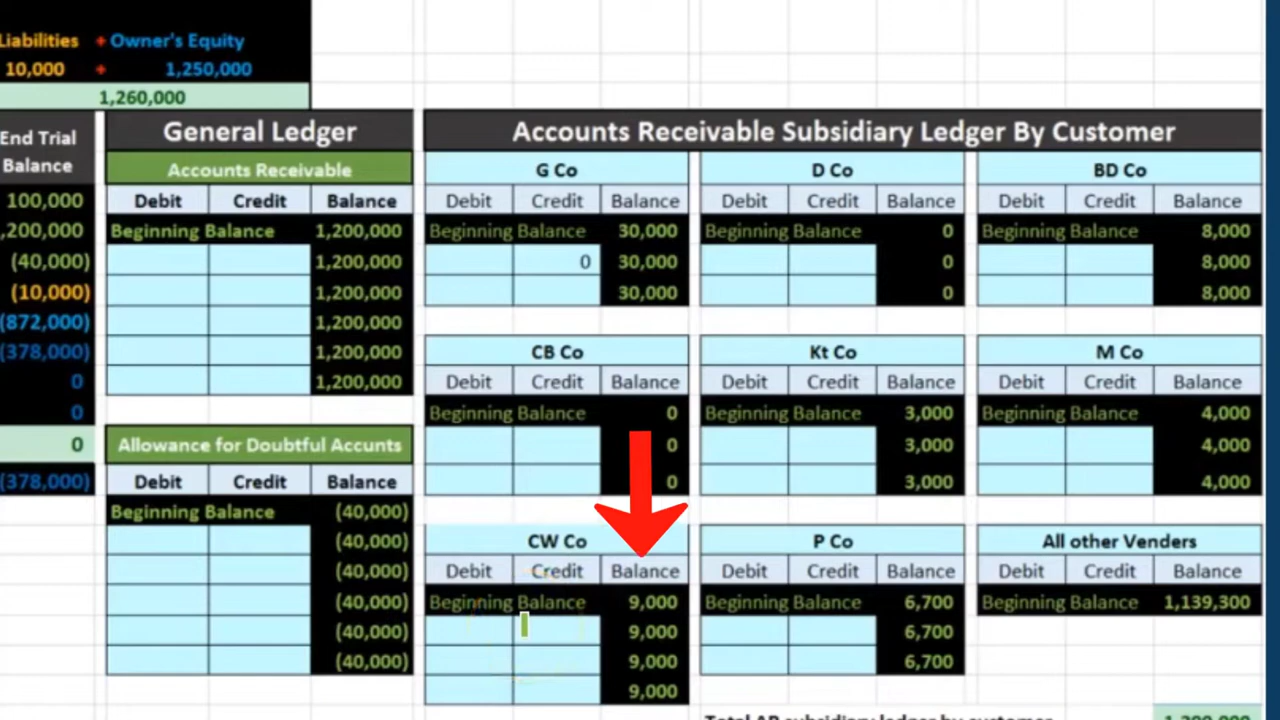 Liabilities + Owner's Equity
10,000 + 1,250,000
1,260,000
End Trial Balance
100,000
,200,000
(40,000)
(10,000)
(872,000)
(378,000)
0
0
0
(378,000)
General Ledger
Accounts Receivable
Debit Credit Balance
Beginning Balance 1,200,000
1,200,000
1,200,000
1,200,000
1,200,000
1,200,000
Allowance for Doubtful Accunts
Debit Credit Balance
Beginning Balance (40,000)
(40,000)
(40,000)
(40,000)
(40,000)
(40,000)
Accounts Receivable Subsidiary Ledger By Customer
G Co
Debit Credit Balance
Beginning Balance 30,000
0 30,000
30,000
D Co
Debit Credit Balance
Beginning Balance 0
0
0
BD Co
Debit Credit Balance
Beginning Balance 8,000
8,000
8,000
CB Co
Debit Credit Balance
Beginning Balance 0
0
0
Kt Co
Debit Credit Balance
Beginning Balance 3,000
3,000
3,000
M Co
Debit Credit Balance
Beginning Balance 4,000
4,000
4,000
CW Co
Debit Credit Balance
Beginning Balance 9,000
9,000
9,000
9,000
P Co
Debit Credit Balance
Beginning Balance 6,700
6,700
6,700
All other Venders
Debit Credit Balance
Beginning Balance 1,139,300
Total AR subsidiary ledger by customer 1,200,000